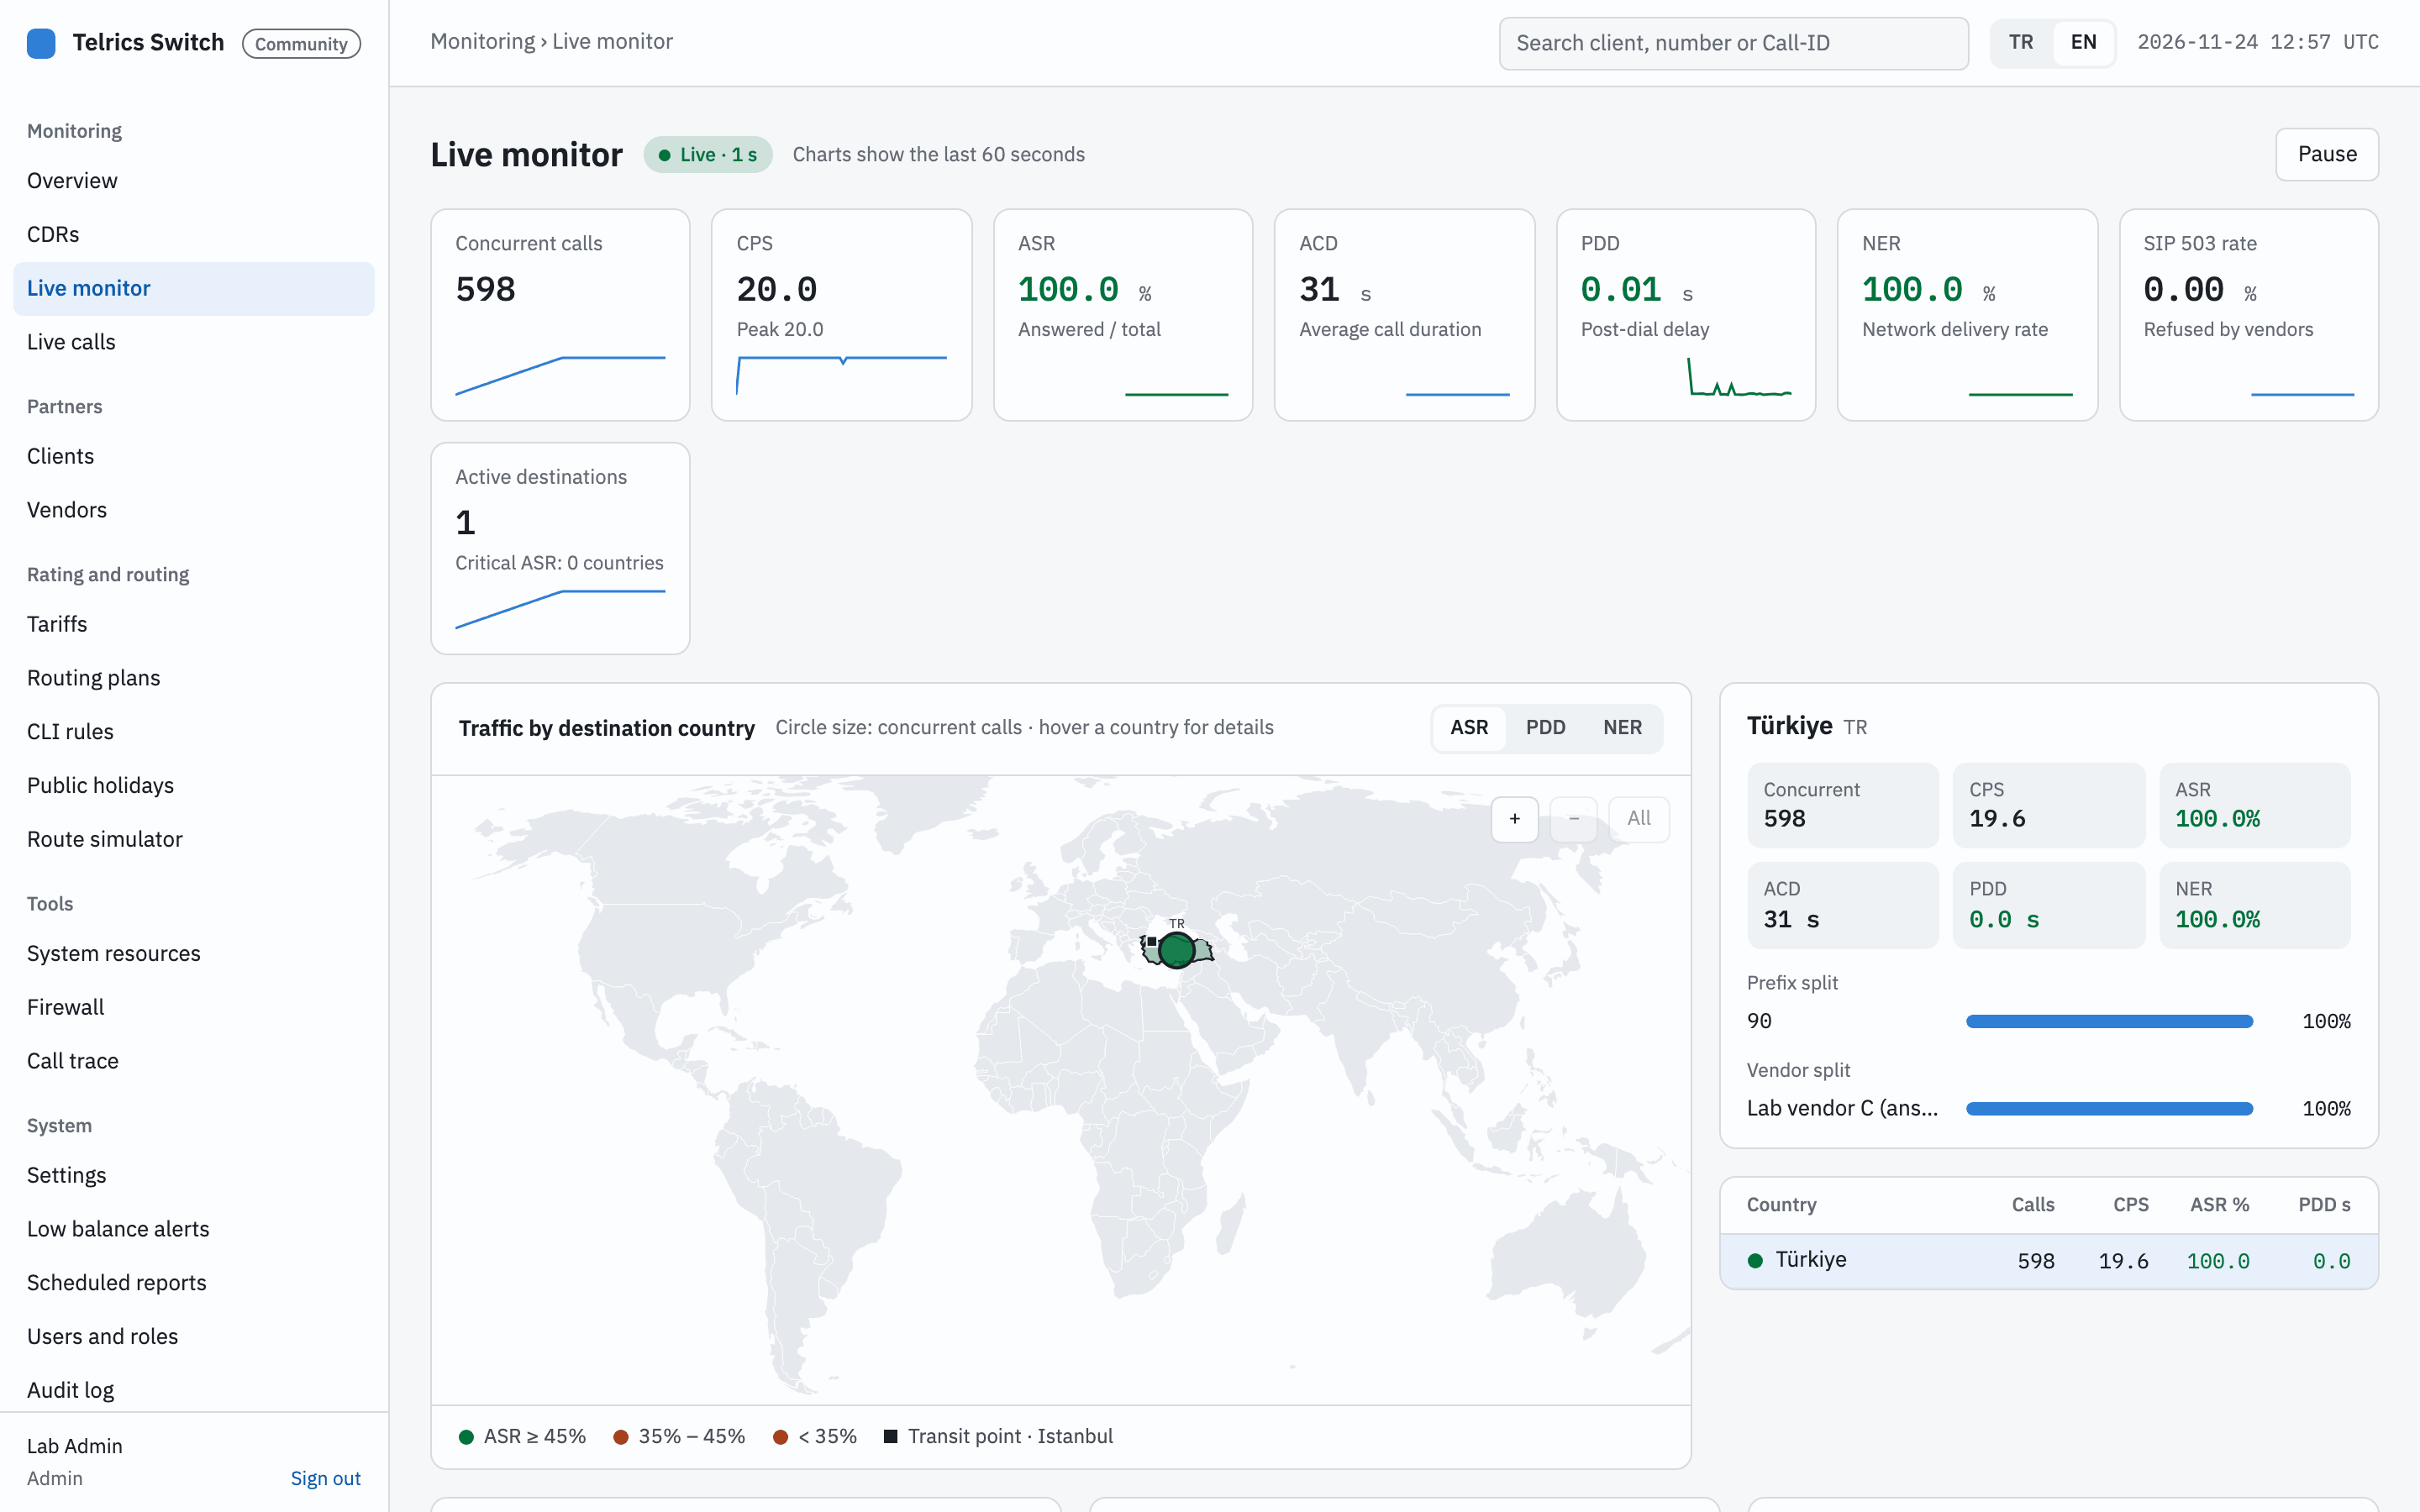 Telrics Switch Community
Monitoring › Live monitor
Search client, number or Call-ID
TR EN
2026-11-24 12:57 UTC
Monitoring
Overview
CDRs
Live monitor
Live calls
Partners
Clients
Vendors
Rating and routing
Tariffs
Routing plans
CLI rules
Public holidays
Route simulator
Tools
System resources
Firewall
Call trace
System
Settings
Low balance alerts
Scheduled reports
Users and roles
Audit log
Lab Admin
Admin
Sign out
Live monitor
Live · 1 s
Charts show the last 60 seconds
Pause
Concurrent calls
598
CPS
20.0
Peak 20.0
ASR
100.0 %
Answered / total
ACD
31 s
Average call duration
PDD
0.01 s
Post-dial delay
NER
100.0 %
Network delivery rate
SIP 503 rate
0.00 %
Refused by vendors
Active destinations
1
Critical ASR: 0 countries
Traffic by destination country
Circle size: concurrent calls · hover a country for details
ASR PDD NER
+ − All
TR
ASR ≥ 45% 35% – 45% < 35% Transit point · Istanbul
Türkiye TR
Concurrent
598
CPS
19.6
ASR
100.0%
ACD
31 s
PDD
0.0 s
NER
100.0%
Prefix split
90 100%
Vendor split
Lab vendor C (ans... 100%
Country Calls CPS ASR % PDD s
Türkiye 598 19.6 100.0 0.0